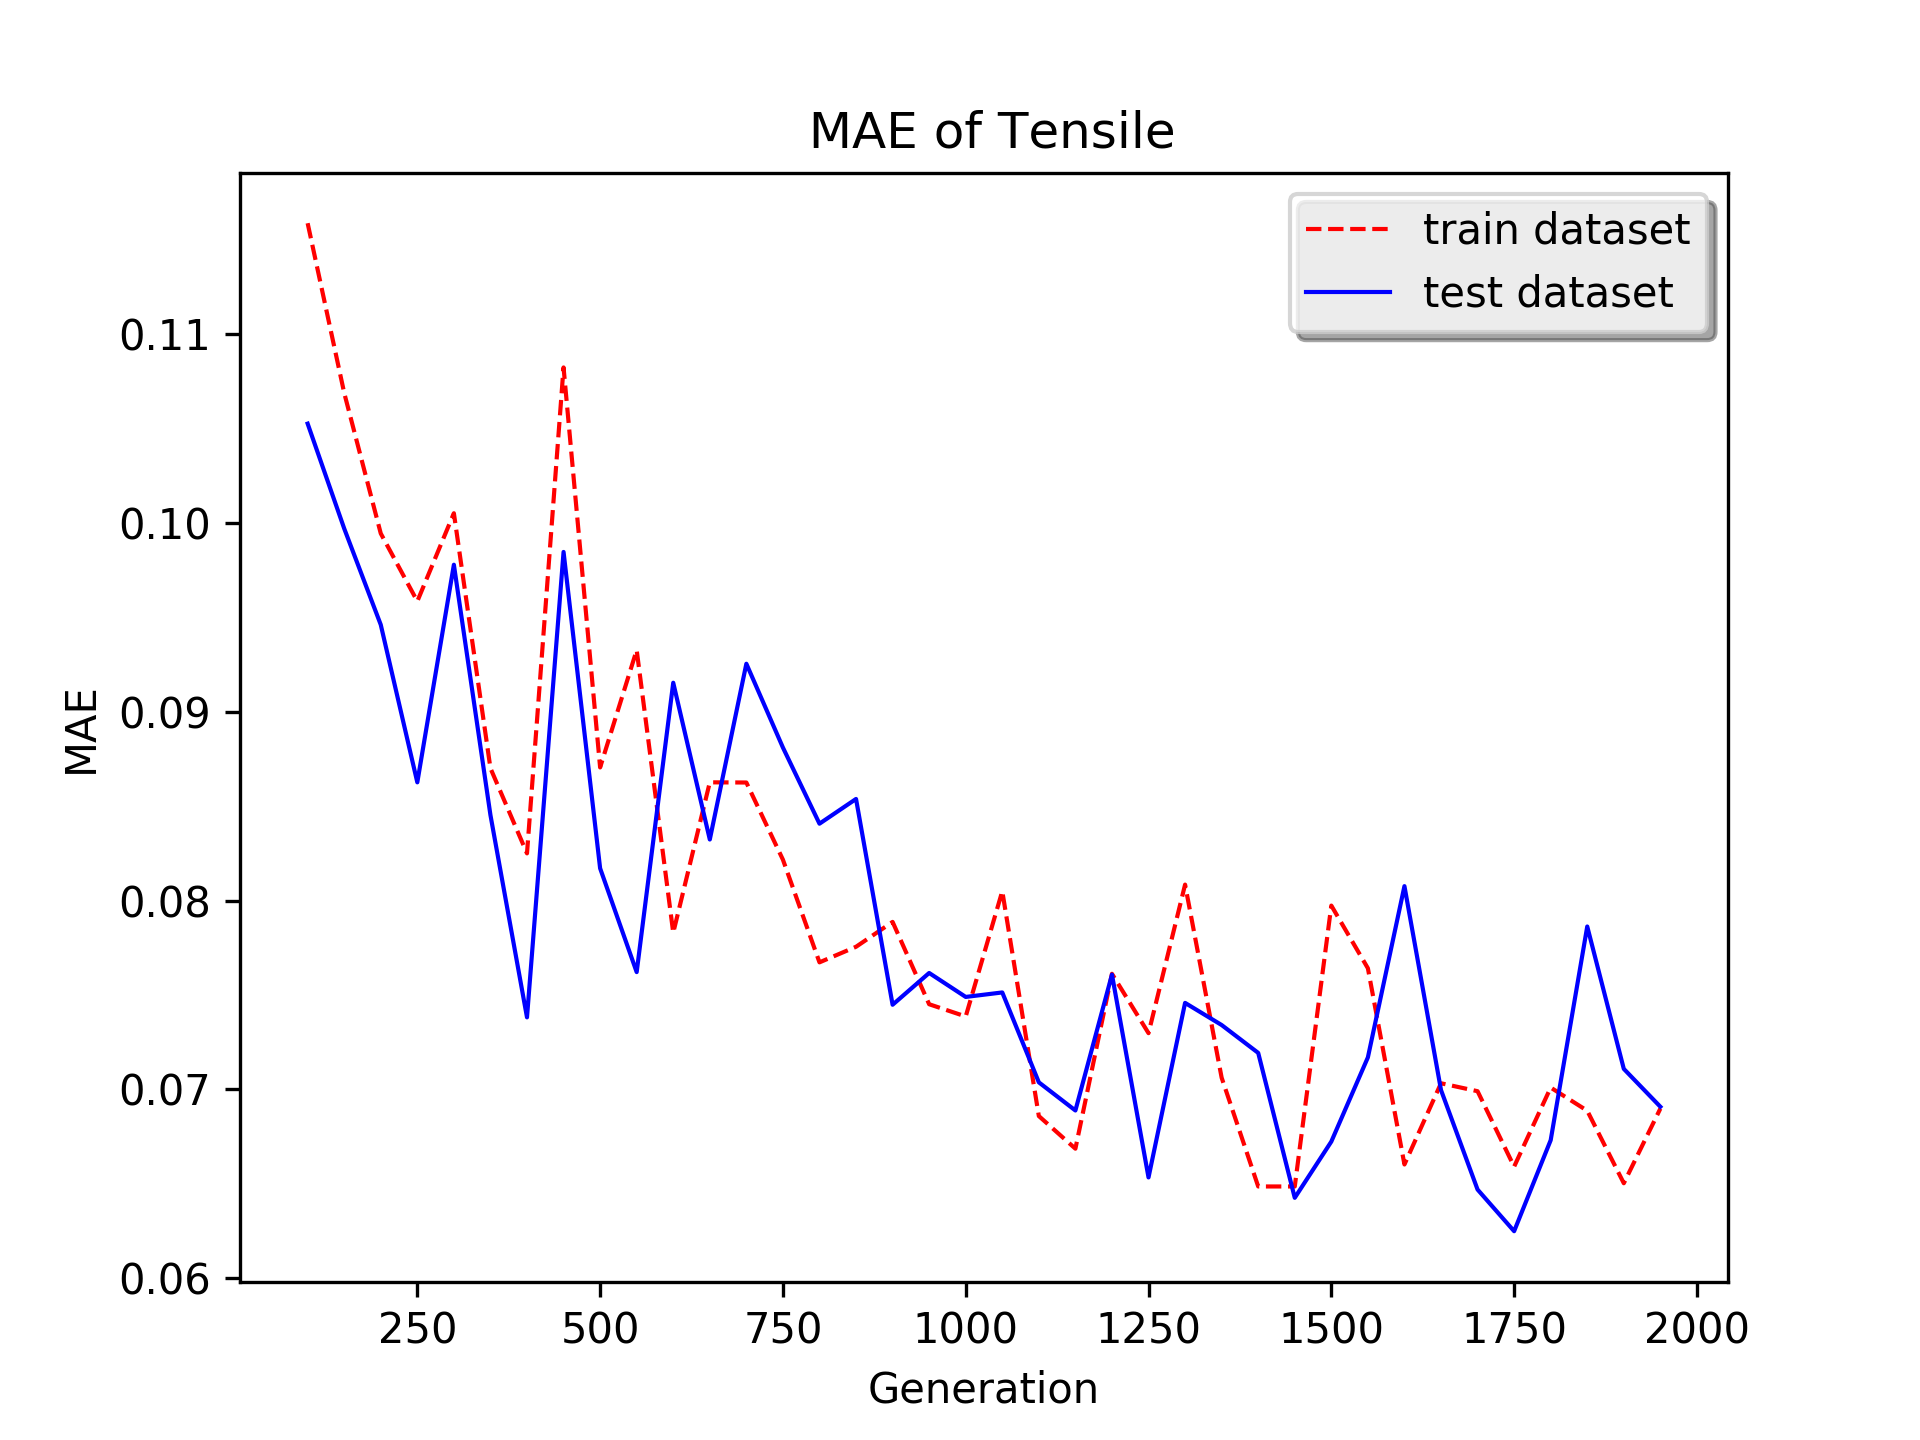 MAE of Tensile
train dataset
test dataset
MAE
0.11
0.10
0.09
0.08
0.07
0.06
250 500 750 1000 1250 1500 1750 2000
Generation